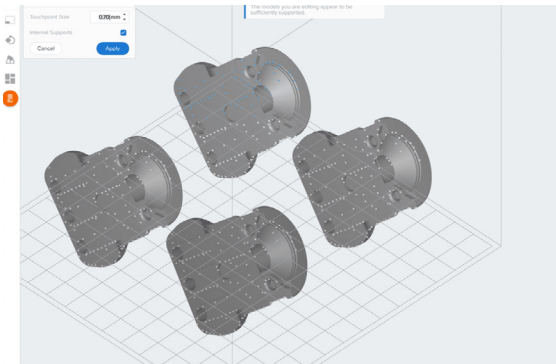 Touchpoint Size
0.70 mm
Internal Supports
Cancel
Apply
The models you are editing appear to be
sufficiently supported.